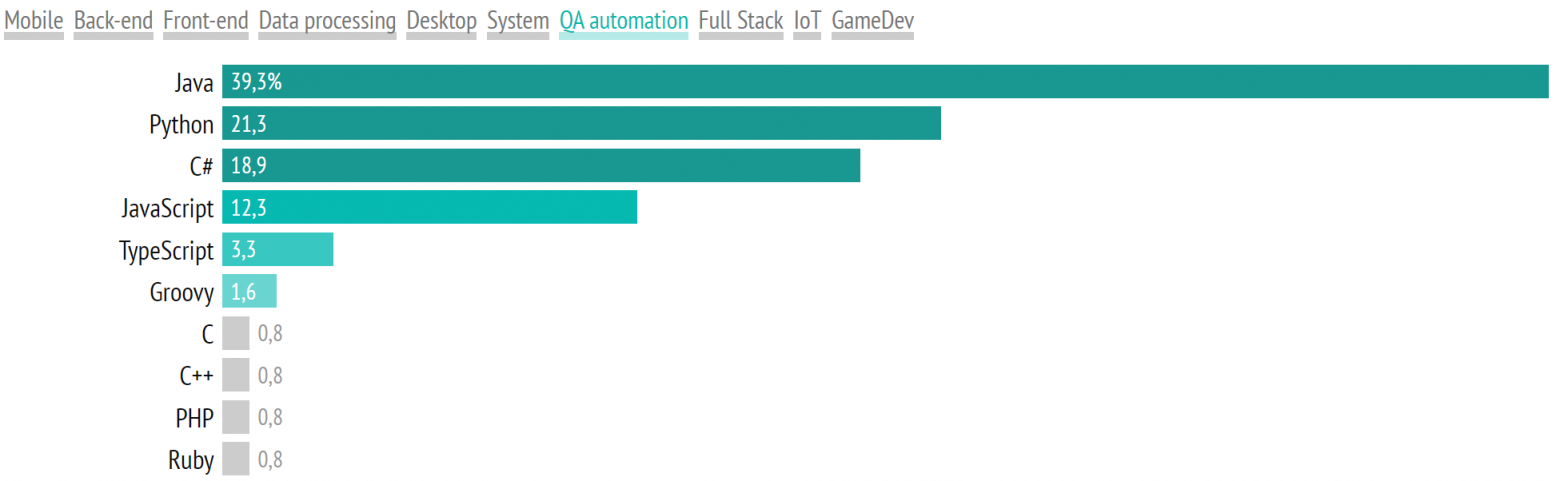 Mobile Back-end Front-end Data processing Desktop System QA automation Full Stack IoT GameDev
Java 39,3%
Python 21,3
C# 18,9
JavaScript 12,3
TypeScript 3,3
Groovy 1,6
C 0,8
C++ 0,8
PHP 0,8
Ruby 0,8